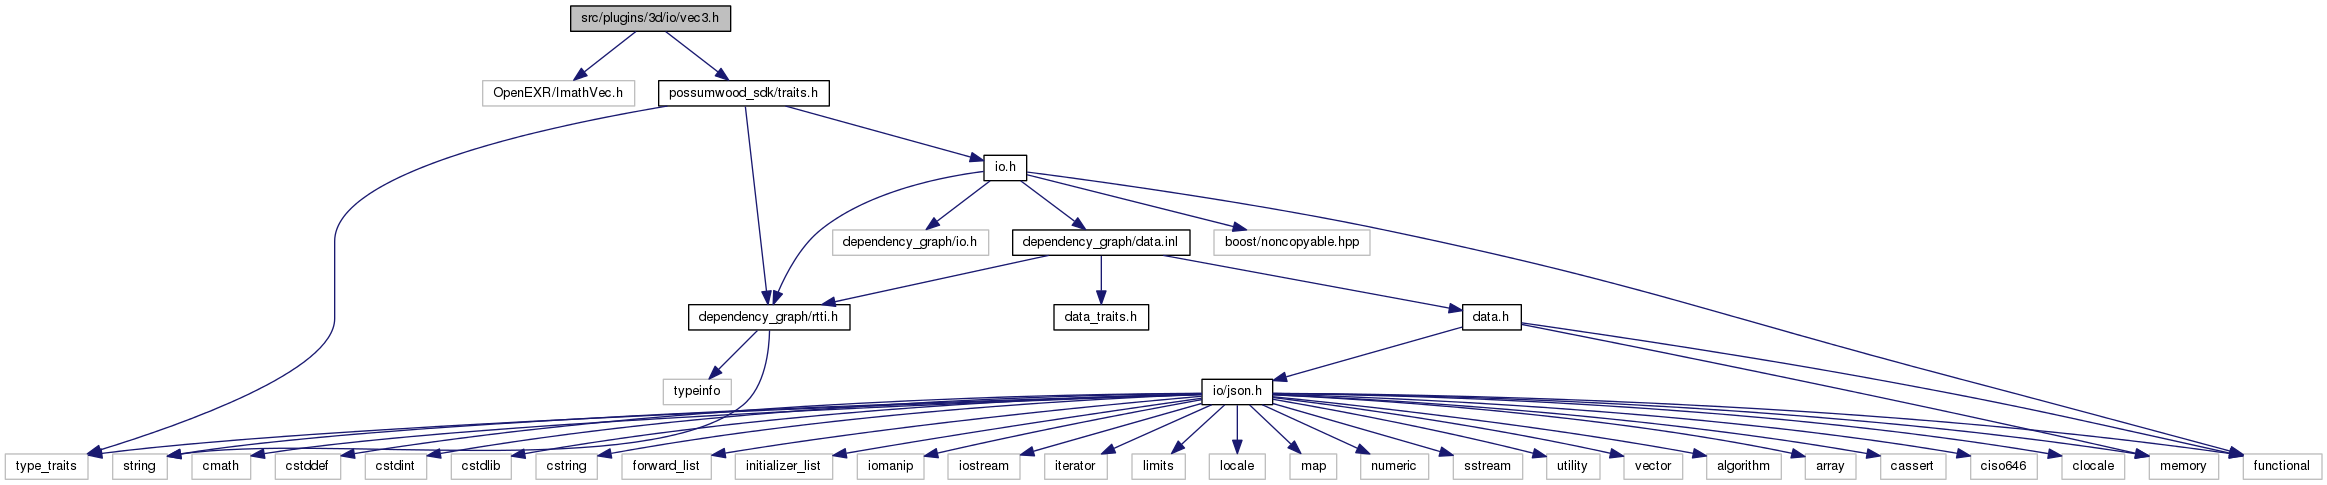 src/plugins/3d/io/vec3.h
OpenEXR/ImathVec.h
possumwood_sdk/traits.h
io.h
dependency_graph/io.h
dependency_graph/data.inl
boost/noncopyable.hpp
dependency_graph/rtti.h
data_traits.h
data.h
typeinfo
io/json.h
type_traits
string
cmath
cstddef
cstdint
cstdlib
cstring
forward_list
initializer_list
iomanip
iostream
iterator
limits
locale
map
numeric
sstream
utility
vector
algorithm
array
cassert
ciso646
clocale
memory
functional